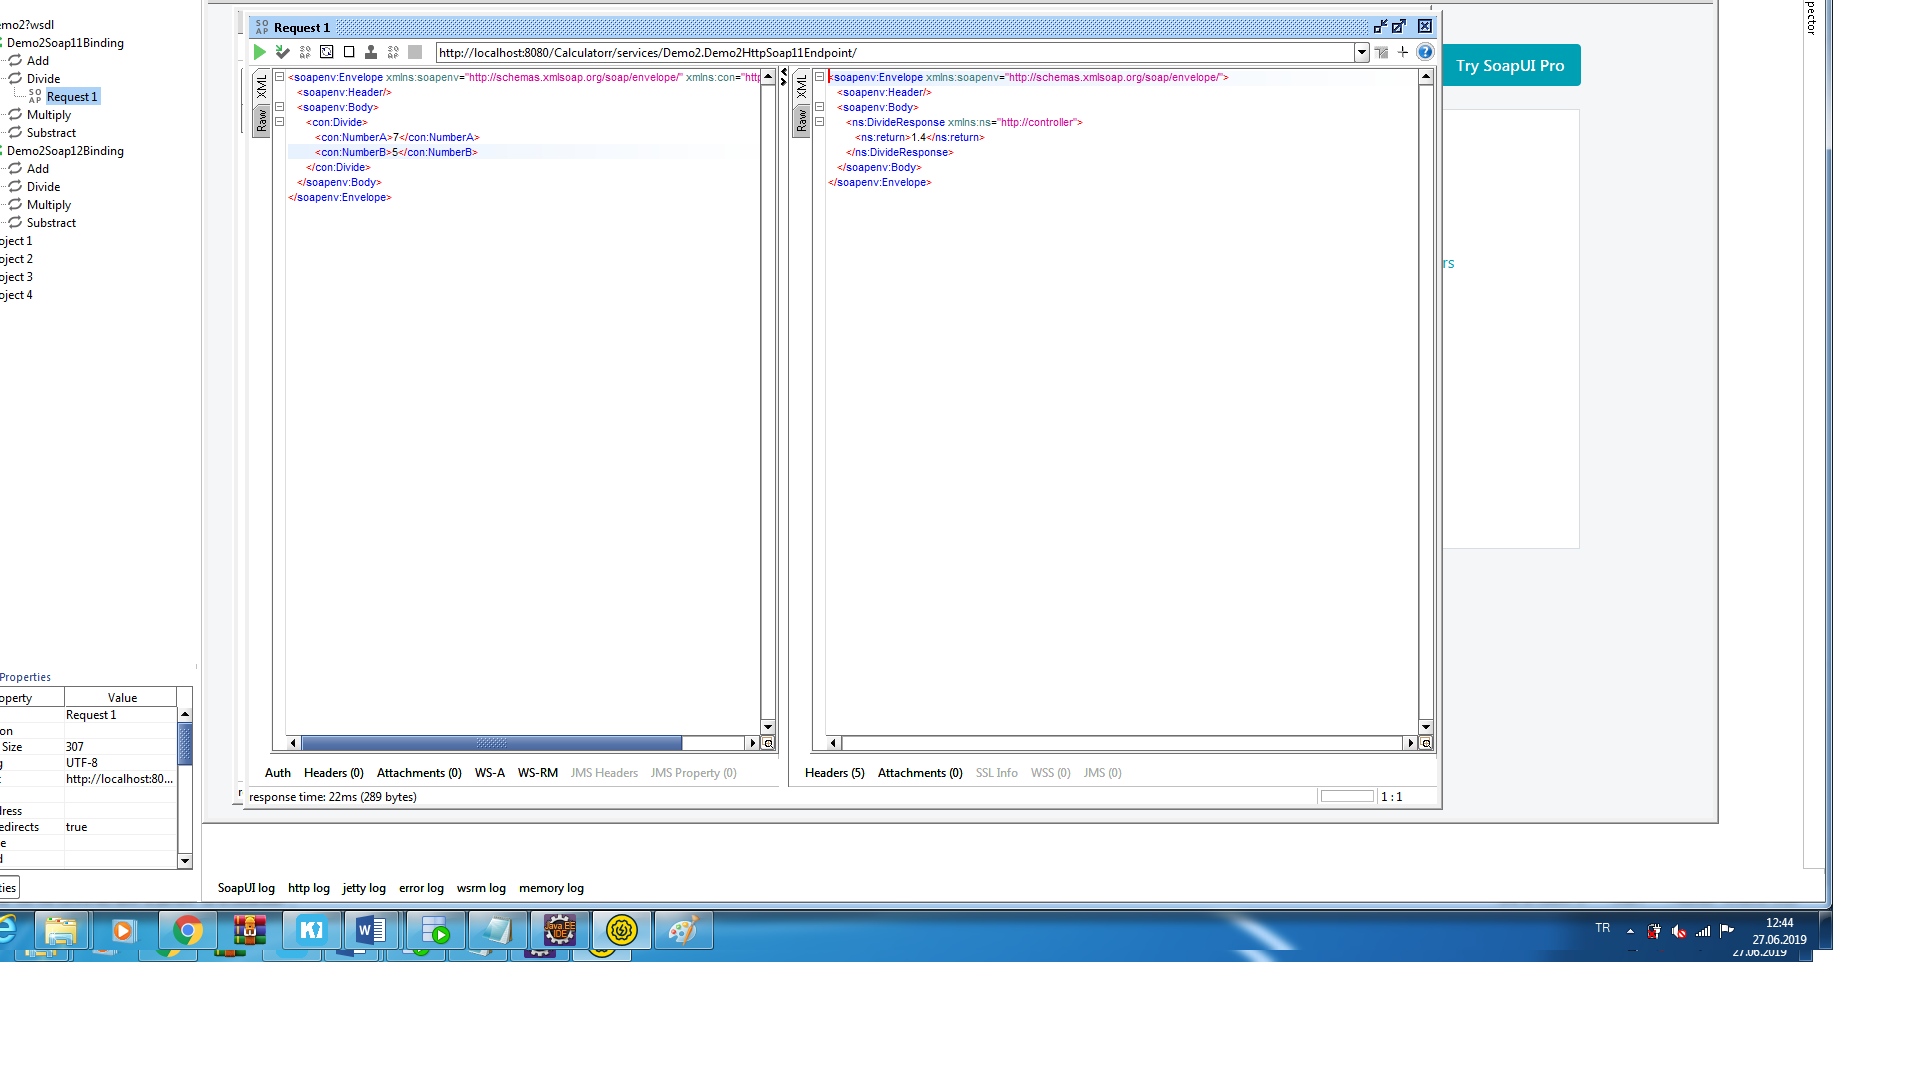 emo2?wsdl
Demo2Soap11Binding
Add
Divide
Request 1
Multiply
Substract
Demo2Soap12Binding
Add
Divide
Multiply
Substract
oject 1
oject 2
oject 3
oject 4
Properties
operty Value
Request 1
on
Size 307
g UTF-8
http://localhost:80...
dress
edirects true
e
d
ties
Request 1
http://localhost:8080/Calculatorr/services/Demo2.Demo2HttpSoap11Endpoint/
XML
Raw
<soapenv:Envelope xmlns:soapenv="http://schemas.xmlsoap.org/soap/envelope/" xmlns:con="http
<soapenv:Header/>
<soapenv:Body>
<con:Divide>
<con:NumberA>7</con:NumberA>
<con:NumberB>5</con:NumberB>
</con:Divide>
</soapenv:Body>
</soapenv:Envelope>
XML
Raw
<soapenv:Envelope xmlns:soapenv="http://schemas.xmlsoap.org/soap/envelope/">
<soapenv:Header/>
<soapenv:Body>
<ns:DivideResponse xmlns:ns="http://controller">
<ns:return>1.4</ns:return>
</ns:DivideResponse>
</soapenv:Body>
</soapenv:Envelope>
Auth Headers (0) Attachments (0) WS-A WS-RM JMS Headers JMS Property (0)
Headers (5) Attachments (0) SSL Info WSS (0) JMS (0)
response time: 22ms (289 bytes)
1 : 1
Try SoapUI Pro
rs
pector
SoapUI log http log jetty log error log wsrm log memory log
Java EE
IDE
TR
12:44
27.06.2019
27.06.2019